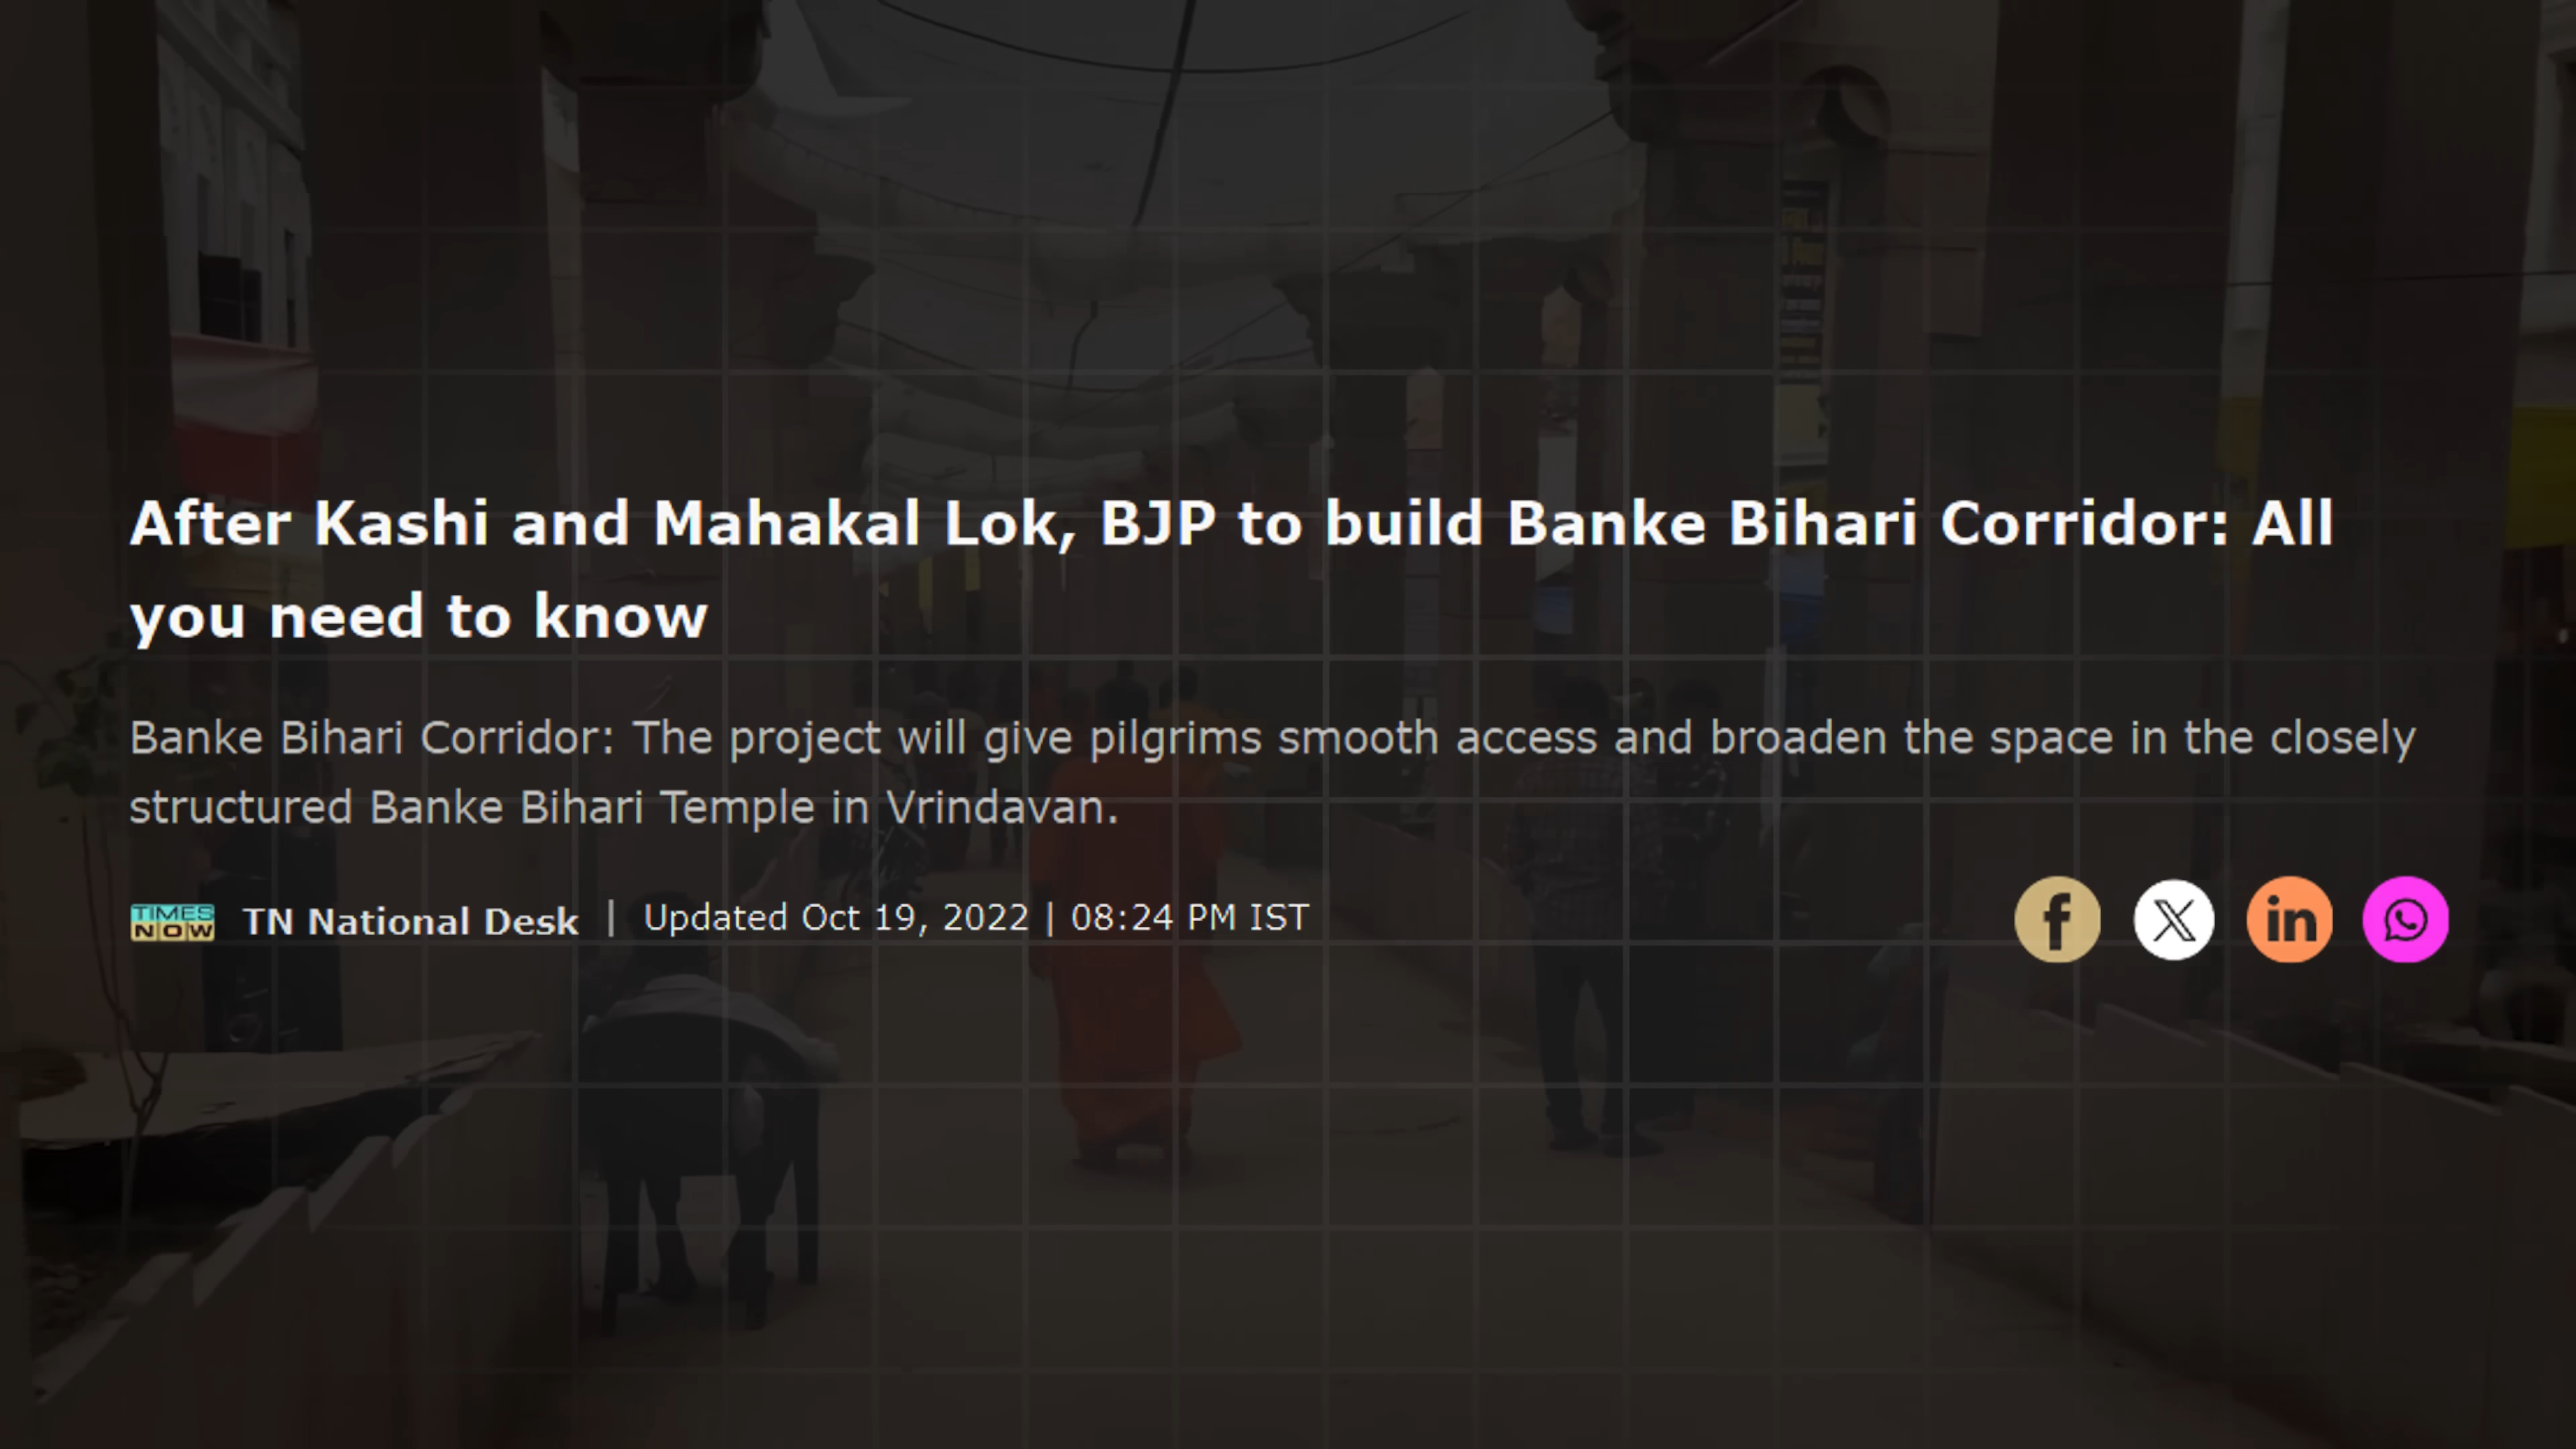 After Kashi and Mahakal Lok, BJP to build Banke Bihari Corridor: All
you need to know
Banke Bihari Corridor: The project will give pilgrims smooth access and broaden the space in the closely
structured Banke Bihari Temple in Vrindavan.
TIMES
NOW
TN National Desk | Updated Oct 19, 2022 | 08:24 PM IST